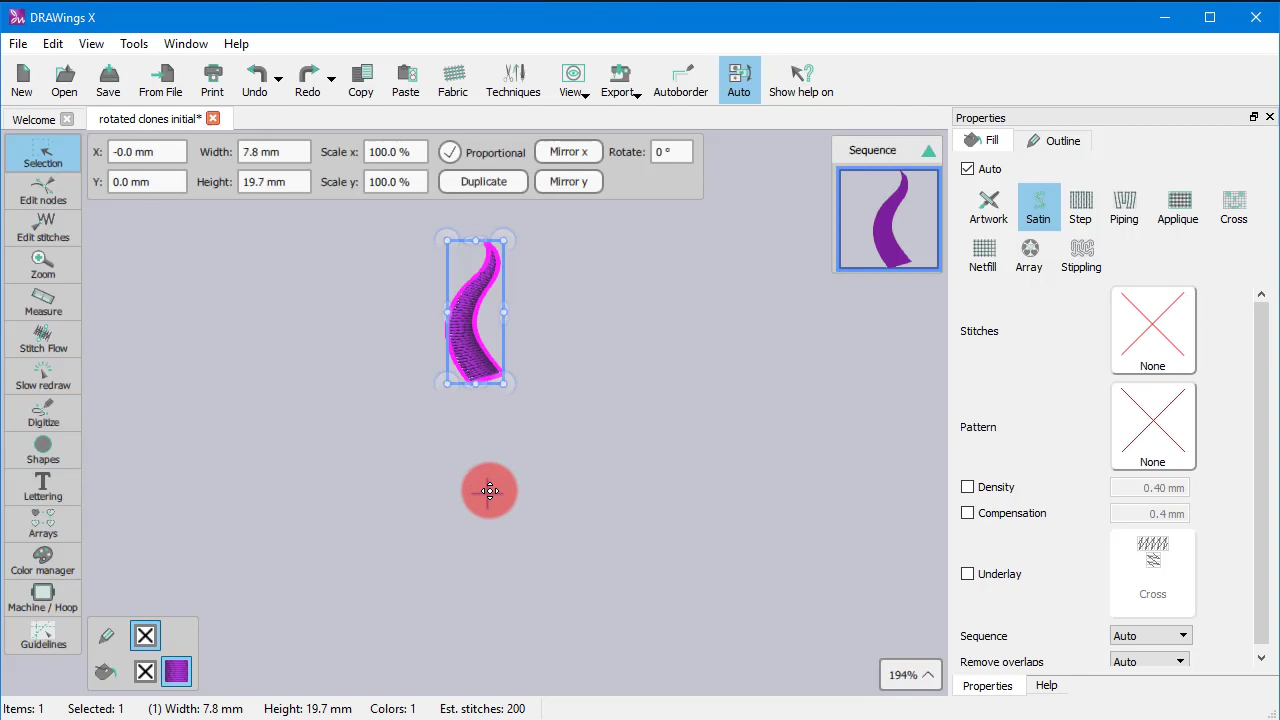 DRAWings X
File Edit View Tools Window Help
New Open Save From File Print Undo Redo Copy Paste Fabric Techniques View Export Autoborder Auto Show help on
Welcome rotated clones initial*
X: -0.0 mm Width: 7.8 mm Scale x: 100.0 % Proportional Mirror x Rotate: 0 °
Y: 0.0 mm Height: 19.7 mm Scale y: 100.0 % Duplicate Mirror y
Sequence
Selection
Edit nodes
Edit stitches
Zoom
Measure
Stitch Flow
Slow redraw
Digitize
Shapes
Lettering
Arrays
Color manager
Machine / Hoop
Guidelines
194%
Properties
Fill Outline
Auto
Artwork Satin Step Piping Applique Cross
Netfill Array Stippling
Stitches None
Pattern None
Density 0.40 mm
Compensation 0.4 mm
Underlay Cross
Sequence Auto
Remove overlaps Auto
Properties Help
Items: 1 Selected: 1 (1) Width: 7.8 mm Height: 19.7 mm Colors: 1 Est. stitches: 200